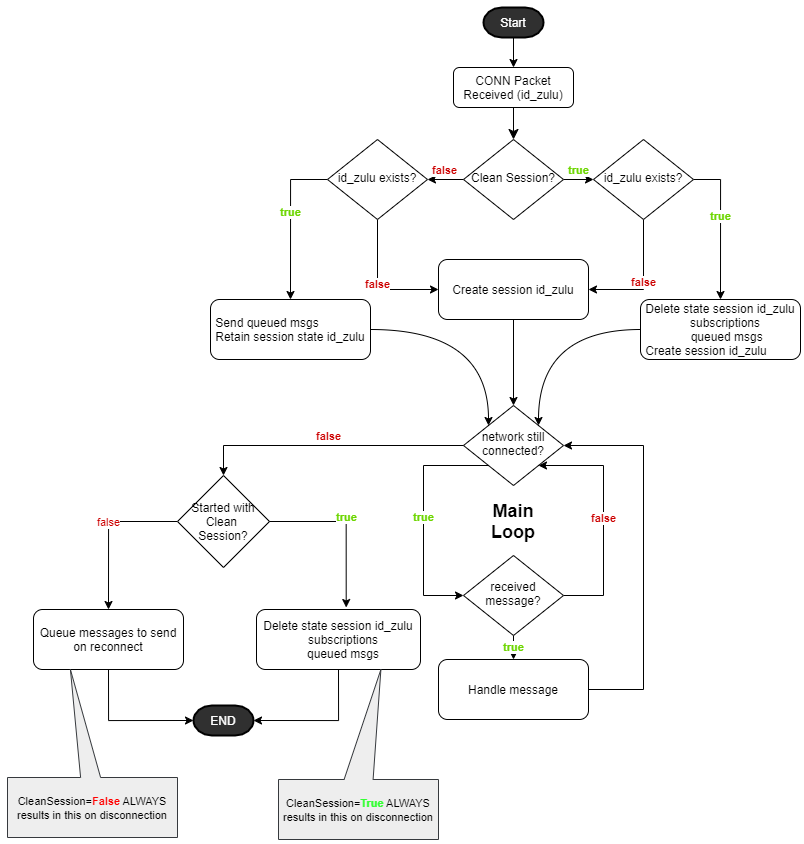 Start
CONN Packet
Received (id_zulu)
id_zulu exists?
false
Clean Session?
true
id_zulu exists?
true
true
false
false
Create session id_zulu
Send queued msgs
Retain session state id_zulu
Delete state session id_zulu
subscriptions
queued msgs
Create session id_zulu
network still
connected?
false
Started with
Clean
Session?
false
true
true
Main
Loop
false
received
message?
true
Queue messages to send
on reconnect
Delete state session id_zulu
subscriptions
queued msgs
Handle message
END
CleanSession=False ALWAYS
results in this on disconnection
CleanSession=True ALWAYS
results in this on disconnection